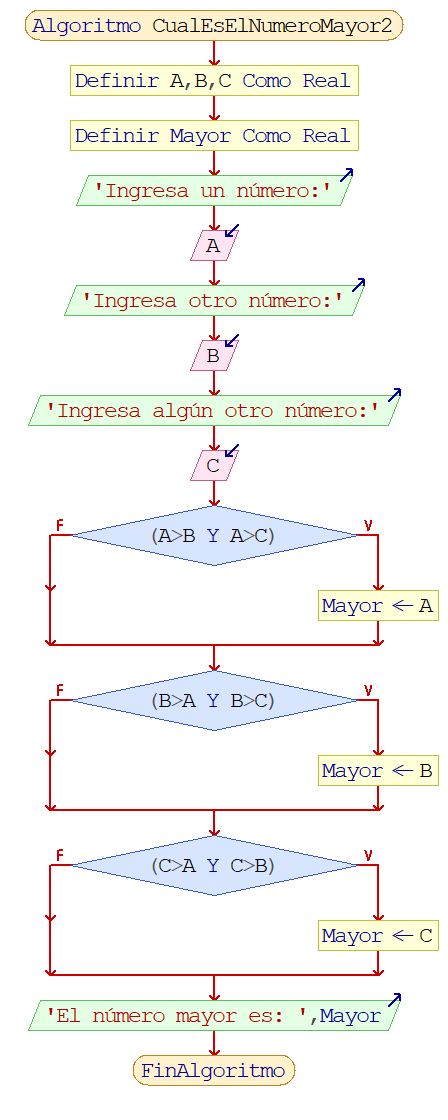 Algoritmo CualEsElNumeroMayor2
Definir A,B,C Como Real
Definir Mayor Como Real
'Ingresa un número:'
A
'Ingresa otro número:'
B
'Ingresa algún otro número:'
C
F (A>B Y A>C) V
Mayor ← A
F (B>A Y B>C) V
Mayor ← B
F (C>A Y C>B) V
Mayor ← C
'El número mayor es: ',Mayor
FinAlgoritmo